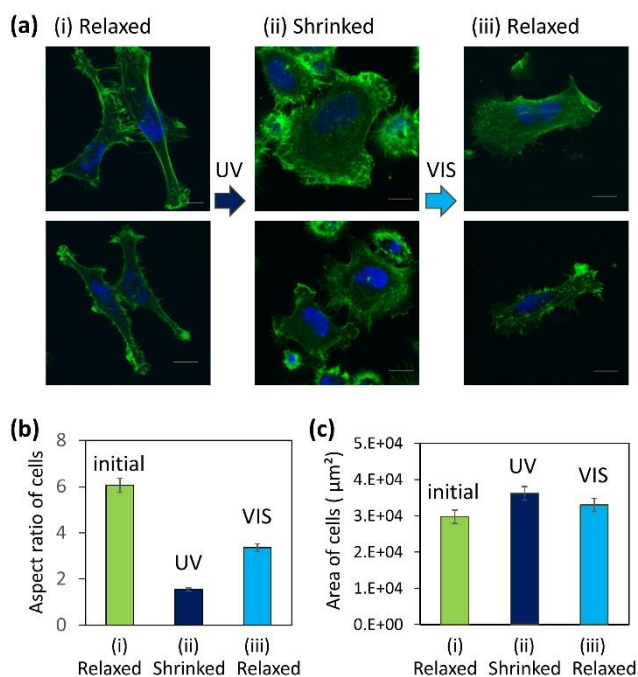 (a) (i) Relaxed (ii) Shrinked (iii) Relaxed
UV
VIS
(b)
Aspect ratio of cells
8
6
4
2
0
initial
UV
VIS
(i) (ii) (iii)
Relaxed Shrinked Relaxed
(c)
Area of cells ( µm²)
5.E+04
4.E+04
3.E+04
2.E+04
1.E+04
0.E+00
initial
UV
VIS
(i) (ii) (iii)
Relaxed Shrinked Relaxed